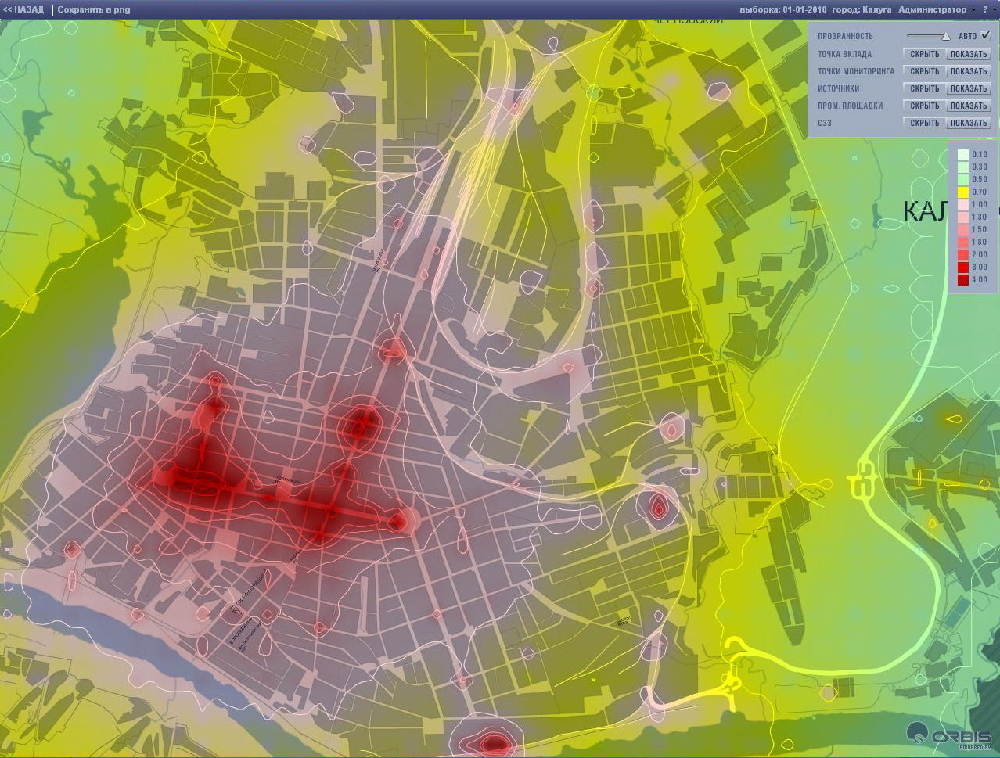 << НАЗАД | Сохранить в png
выборка: 01-01-2010 город: Калуга Администратор ?
ЧЕРНОВСКИЙ
ПРОЗРАЧНОСТЬ АВТО
ТОЧКА ВКЛАДА СКРЫТЬ ПОКАЗАТЬ
ТОЧКИ МОНИТОРИНГА СКРЫТЬ ПОКАЗАТЬ
ИСТОЧНИКИ СКРЫТЬ ПОКАЗАТЬ
ПРОМ. ПЛОЩАДКИ СКРЫТЬ ПОКАЗАТЬ
СЗЗ СКРЫТЬ ПОКАЗАТЬ
0.10
0.30
0.50
0.70
1.00
1.30
1.50
1.80
2.00
3.00
4.00
КАЛ
ORBIS
POWERED BY